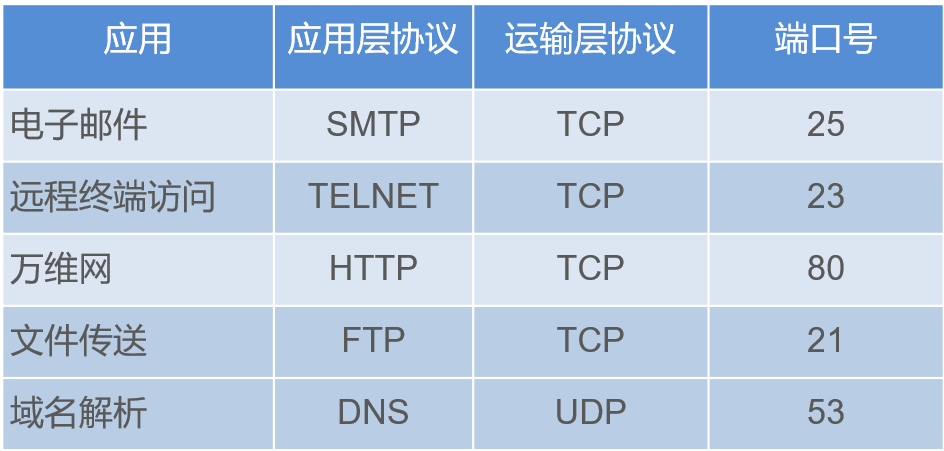 应用 应用层协议 运输层协议 端口号
电子邮件 SMTP TCP 25
远程终端访问 TELNET TCP 23
万维网 HTTP TCP 80
文件传送 FTP TCP 21
域名解析 DNS UDP 53